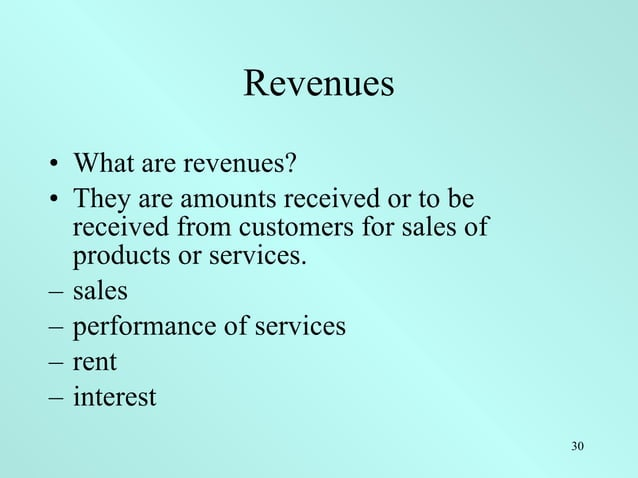 Revenues
• What are revenues?
• They are amounts received or to be
received from customers for sales of
products or services.
– sales
– performance of services
– rent
– interest
30